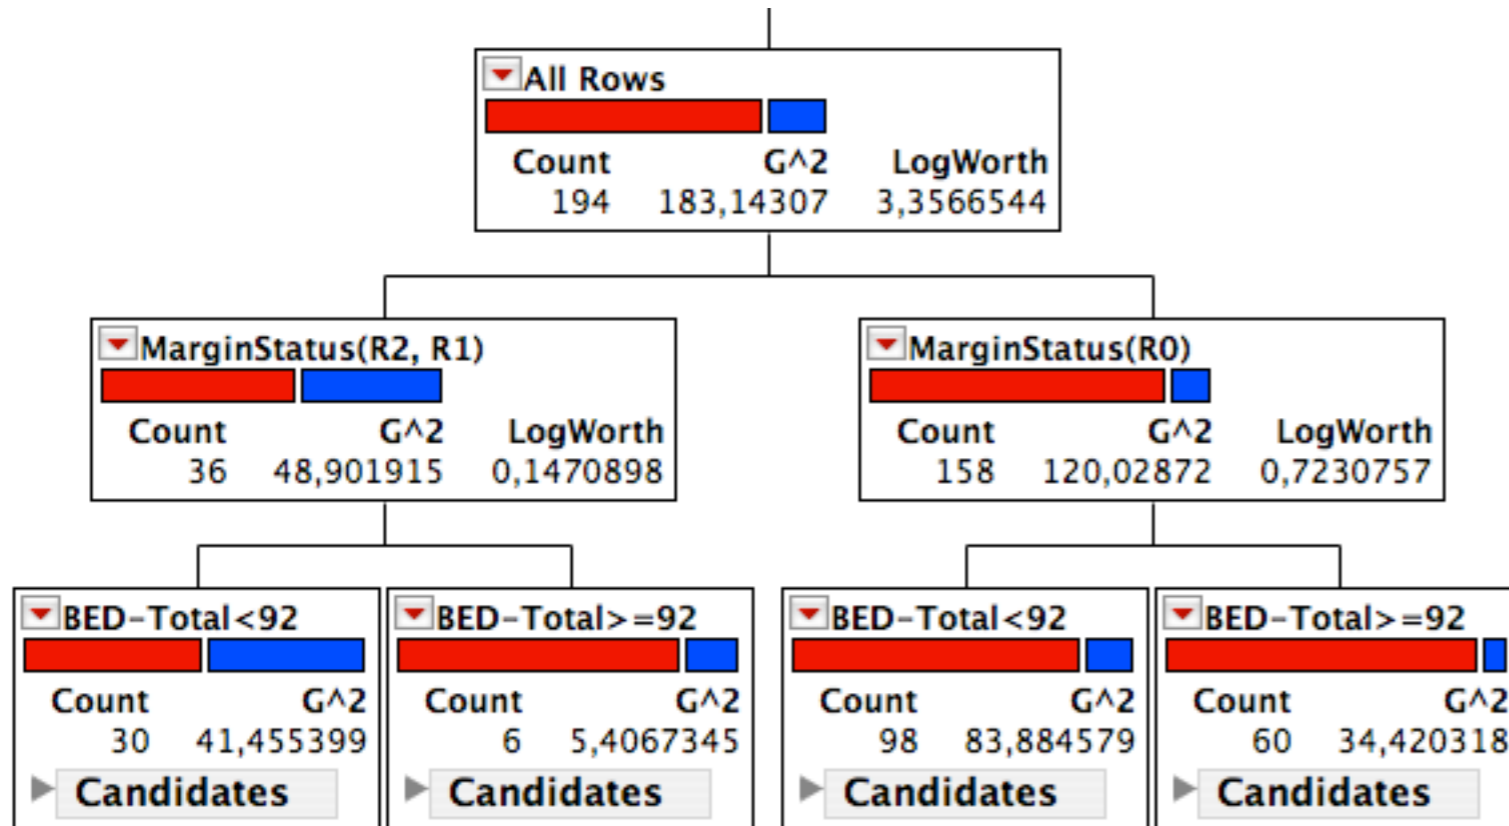 All Rows
Count G^2 LogWorth
194 183,14307 3,3566544
MarginStatus(R2, R1)
Count G^2 LogWorth
36 48,901915 0,1470898
MarginStatus(R0)
Count G^2 LogWorth
158 120,02872 0,7230757
BED-Total<92
Count G^2
30 41,455399
Candidates
BED-Total>=92
Count G^2
6 5,4067345
Candidates
BED-Total<92
Count G^2
98 83,884579
Candidates
BED-Total>=92
Count G^2
60 34,420318
Candidates